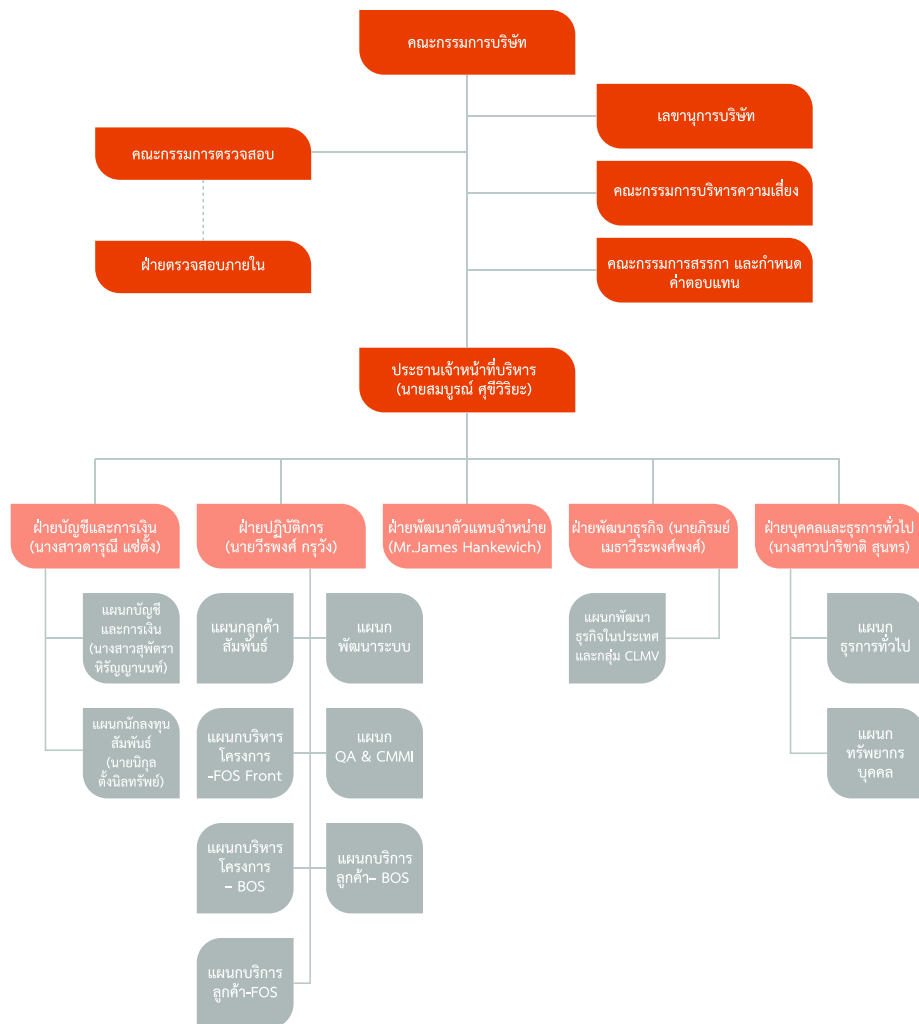 คณะกรรมการบริษัท
เลขานุการบริษัท
คณะกรรมการตรวจสอบ
คณะกรรมการบริหารความเสี่ยง
ฝ่ายตรวจสอบภายใน
คณะกรรมการสรรกา และกำหนด
ค่าตอบแทน
ประธานเจ้าหน้าที่บริหาร
(นายสมบูรณ์ ศุขีวิริยะ)
ฝ่ายบัญชีและการเงิน
(นางสาวดารุณี แซ่ตั้ง)
ฝ่ายปฏิบัติการ
(นายวีรพงศ์ กรุวัง)
ฝ่ายพัฒนาตัวแทนจำหน่าย
(Mr.James Hankewich)
ฝ่ายพัฒนาธุรกิจ (นายภิรมย์
เมธาวีระพงศ์พงศ์)
ฝ่ายบุคคลและธุรการทั่วไป
(นางสาวปาริชาติ สุนทร)
แผนกบัญชี
และการเงิน
(นางสาวสุพัตรา
หิรัญญานนท์)
แผนกลูกค้า
สัมพันธ์
แผนก
พัฒนาระบบ
แผนกพัฒนา
ธุรกิจในประเทศ
และกลุ่ม CLMV
แผนก
ธุรการทั่วไป
แผนกนักลงทุน
สัมพันธ์
(นายนิกุล
ตั้งนิลทรัพย์)
แผนกบริหาร
โครงการ
-FOS Front
แผนก
QA & CMMI
แผนก
ทรัพยากร
บุคคล
แผนกบริหาร
โครงการ
– BOS
แผนกบริการ
ลูกค้า– BOS
แผนกบริการ
ลูกค้า-FOS